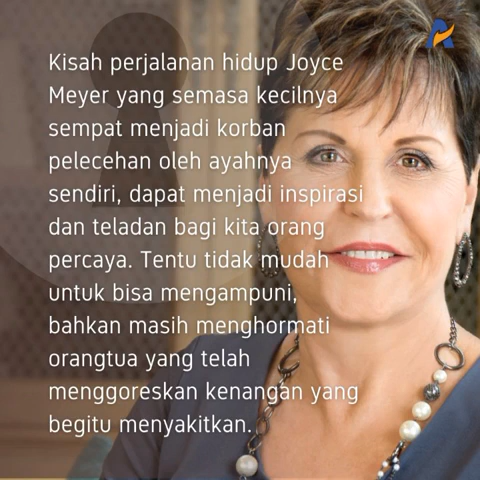 Kisah perjalanan hidup Joyce
Meyer yang semasa kecilnya
sempat menjadi korban
pelecehan oleh ayahnya
sendiri, dapat menjadi inspirasi
dan teladan bagi kita orang
percaya. Tentu tidak mudah
untuk bisa mengampuni,
bahkan masih menghormati
orangtua yang telah
menggoreskan kenangan yang
begitu menyakitkan.